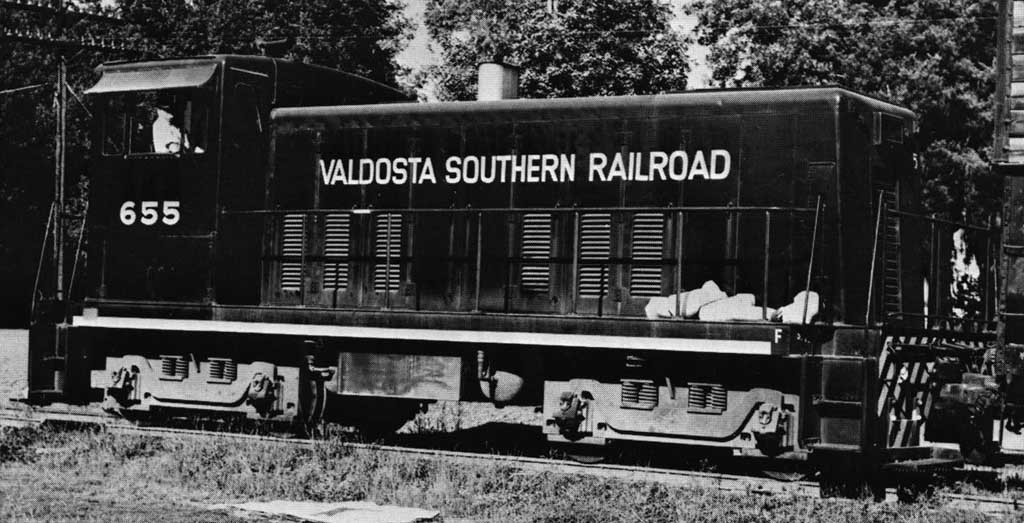 VALDOSTA SOUTHERN RAILROAD
655
F